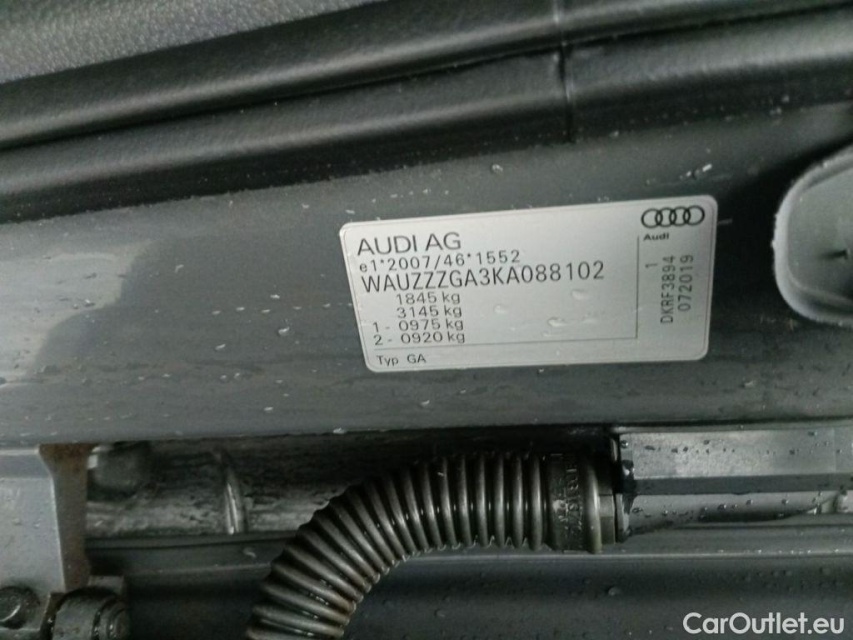 AUDI AG
e1*2007/46*1552
WAUZZZGA3KA088102
1845 kg
3145 kg
1 - 0975 kg
2 - 0920 kg
Typ GA
Audi
DKRF3894 1
072019
CarOutlet.eu